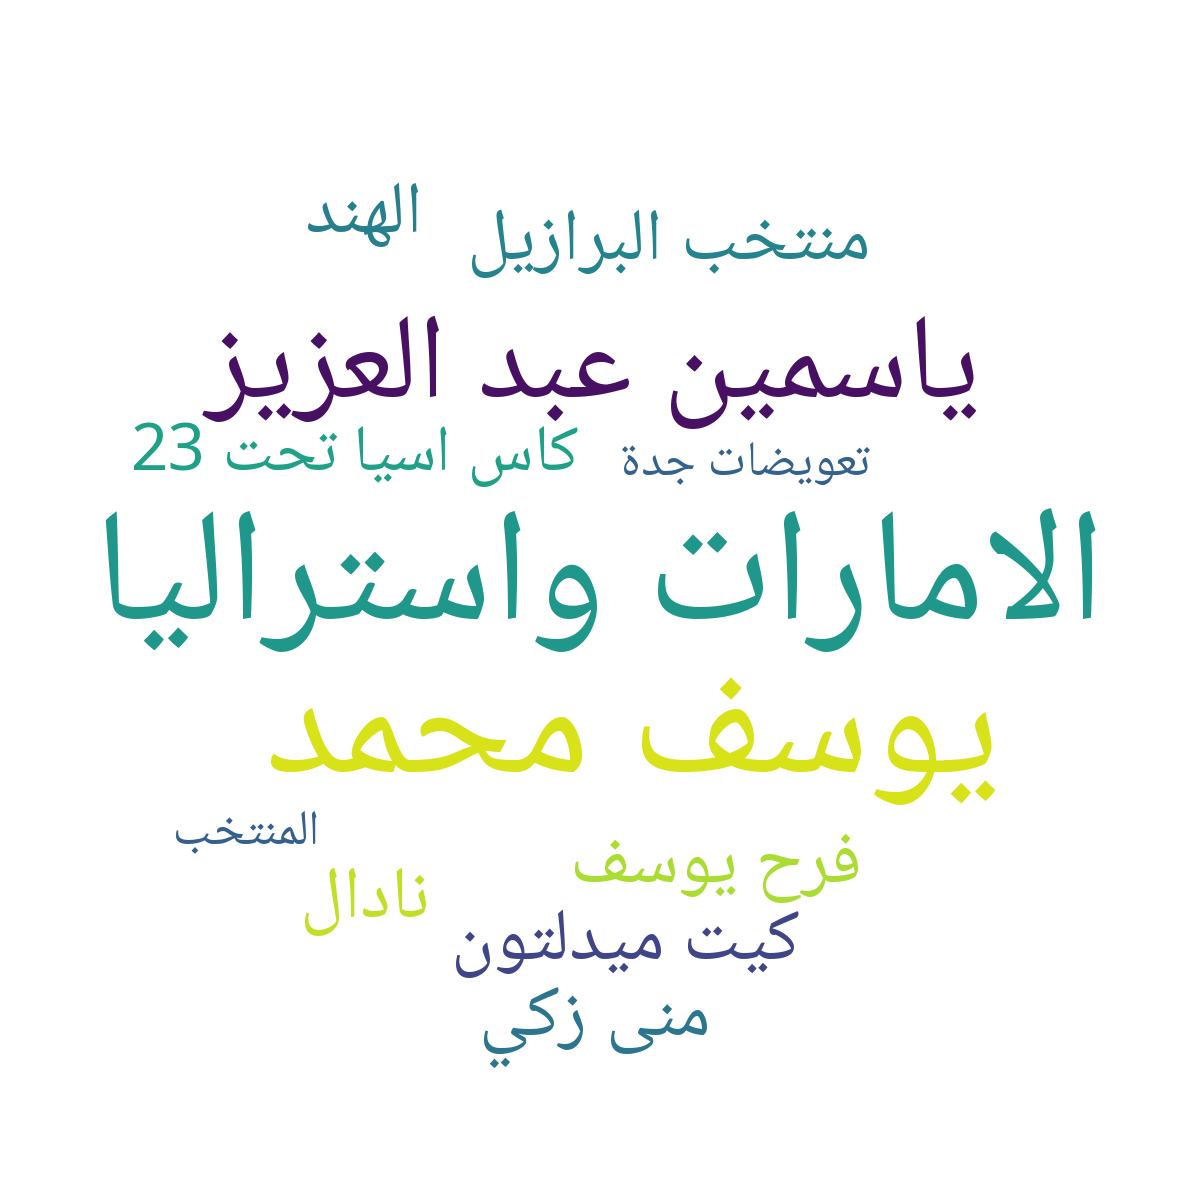 الهند
منتخب البرازيل
ياسمين عبد العزيز
كاس اسيا تحت 23
تعويضات جدة
الامارات واستراليا
يوسف محمد
المنتخب
فرح يوسف
نادال
كيت ميدلتون
منى زكي